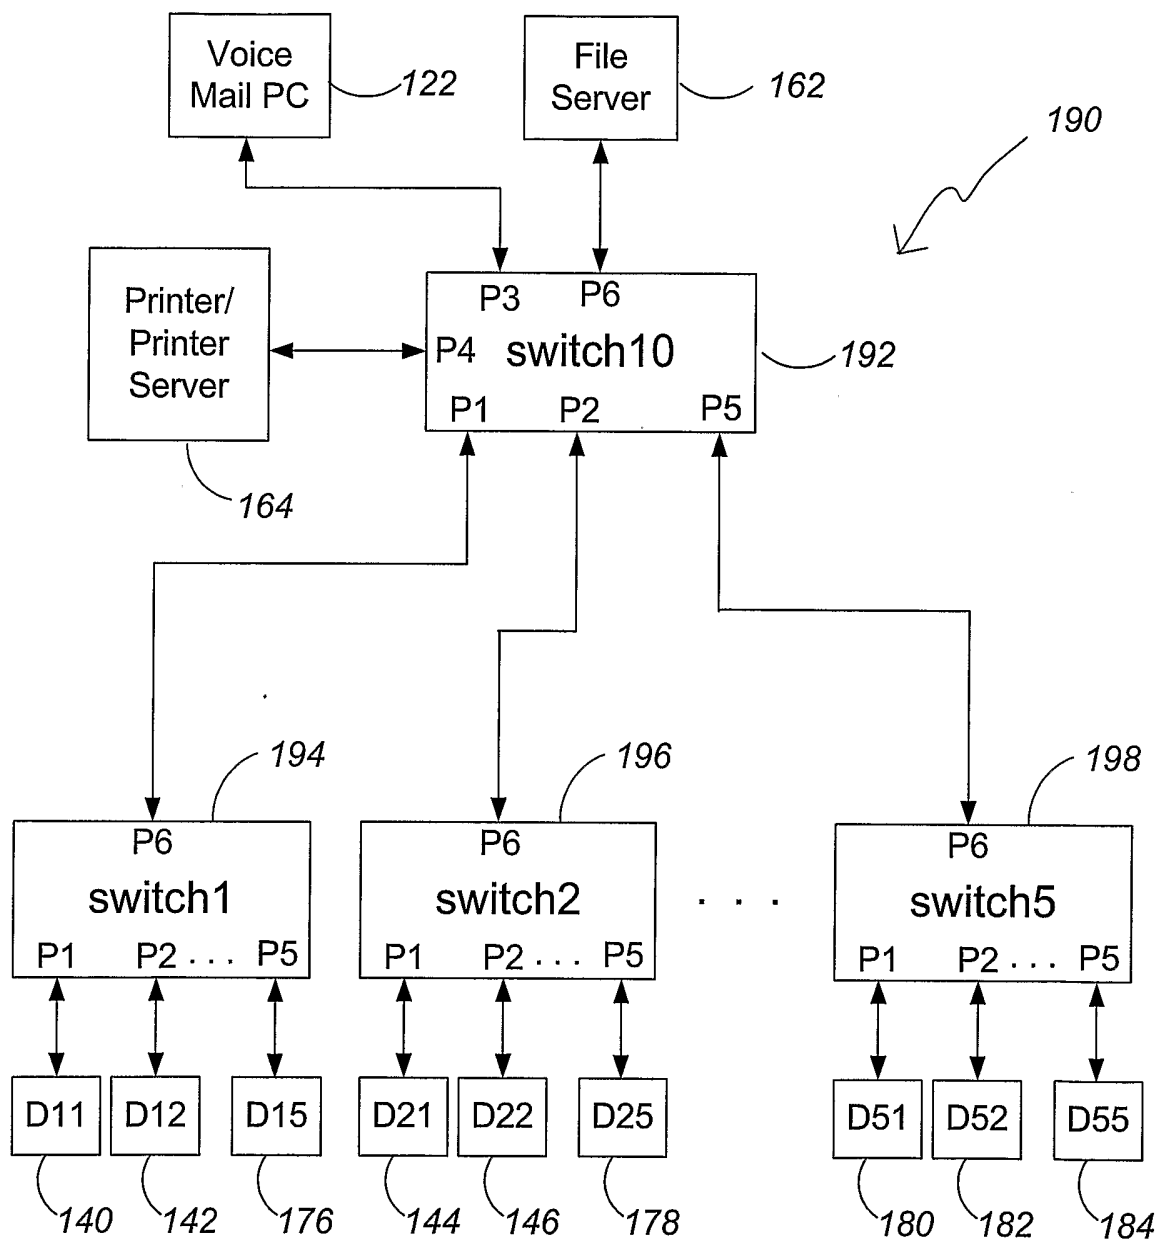 Voice
Mail PC
122
File
Server
162
190
Printer/
Printer
Server
164
P3 P6
P4 switch10
P1 P2 P5
192
194
196
198
P6
switch1
P1 P2 . . . P5
P6
switch2
P1 P2 . . . P5
. . .
P6
switch5
P1 P2 . . . P5
D11 D12 D15 D21 D22 D25 D51 D52 D55
140 142 176 144 146 178 180 182 184